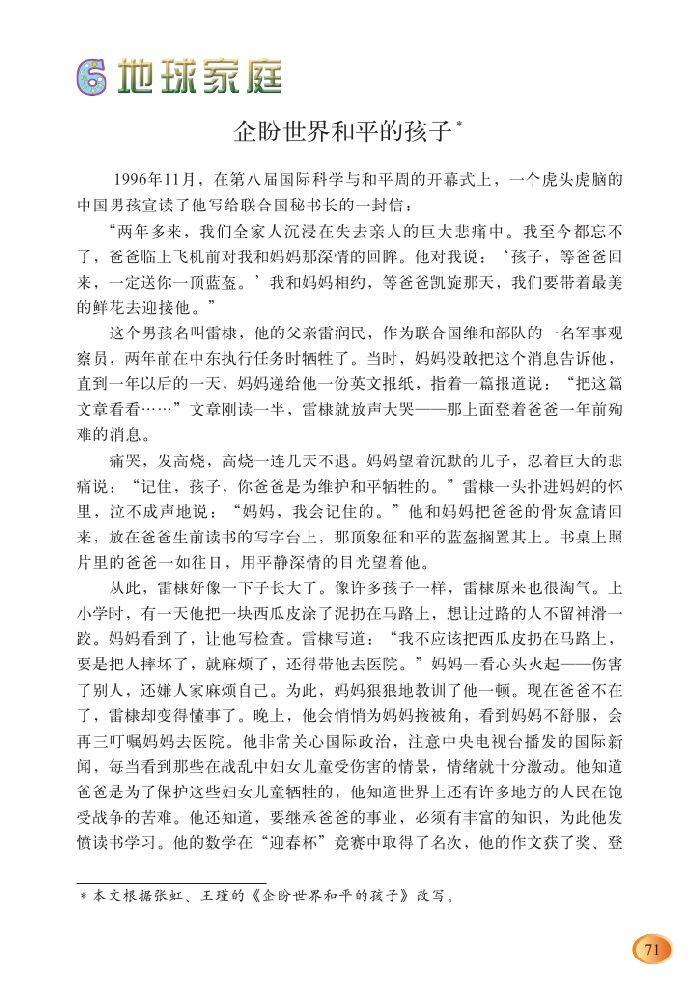 6 地球家庭
企盼世界和平的孩子*
1996年11月，在第八届国际科学与和平周的开幕式上，一个虎头虎脑的
中国男孩宣读了他写给联合国秘书长的一封信：
“两年多来，我们全家人沉浸在失去亲人的巨大悲痛中。我至今都忘不
了，爸爸临上飞机前对我和妈妈那深情的回眸。他对我说：‘孩子，等爸爸回
来，一定送你一顶蓝盔。’我和妈妈相约，等爸爸凯旋那天，我们要带着最美
的鲜花去迎接他。”
这个男孩名叫雷棣，他的父亲雷润民，作为联合国维和部队的一名军事观
察员，两年前在中东执行任务时牺牲了。当时，妈妈没敢把这个消息告诉他，
直到一年以后的一天，妈妈递给他一份英文报纸，指着一篇报道说：“把这篇
文章看看……”文章刚读一半，雷棣就放声大哭——那上面登着爸爸一年前殉
难的消息。
痛哭，发高烧，高烧一连几天不退。妈妈望着沉默的儿子，忍着巨大的悲
痛说：“记住，孩子，你爸爸是为维护和平牺牲的。”雷棣一头扑进妈妈的怀
里，泣不成声地说：“妈妈，我会记住的。”他和妈妈把爸爸的骨灰盒请回
来，放在爸爸生前读书的写字台上，那顶象征和平的蓝盔搁置其上。书桌上照
片里的爸爸一如往日，用平静深情的目光望着他。
从此，雷棣好像一下子长大了。像许多孩子一样，雷棣原来也很淘气。上
小学时，有一天他把一块西瓜皮涂了泥扔在马路上，想让过路的人不留神滑一
跤。妈妈看到了，让他写检查。雷棣写道：“我不应该把西瓜皮扔在马路上，
要是把人摔坏了，就麻烦了，还得带他去医院。”妈妈一看心头火起——伤害
了别人，还嫌人家麻烦自己。为此，妈妈狠狠地教训了他一顿。现在爸爸不在
了，雷棣却变得懂事了。晚上，他会悄悄为妈妈掖被角，看到妈妈不舒服，会
再三叮嘱妈妈去医院。他非常关心国际政治，注意中央电视台播发的国际新
闻，每当看到那些在战乱中妇女儿童受伤害的情景，情绪就十分激动。他知道
爸爸是为了保护这些妇女儿童牺牲的，他知道世界上还有许多地方的人民在饱
受战争的苦难。他还知道，要继承爸爸的事业，必须有丰富的知识，为此他发
愤读书学习。他的数学在“迎春杯”竞赛中取得了名次，他的作文获了奖、登
*本文根据张虹、王瑾的《企盼世界和平的孩子》改写。
71